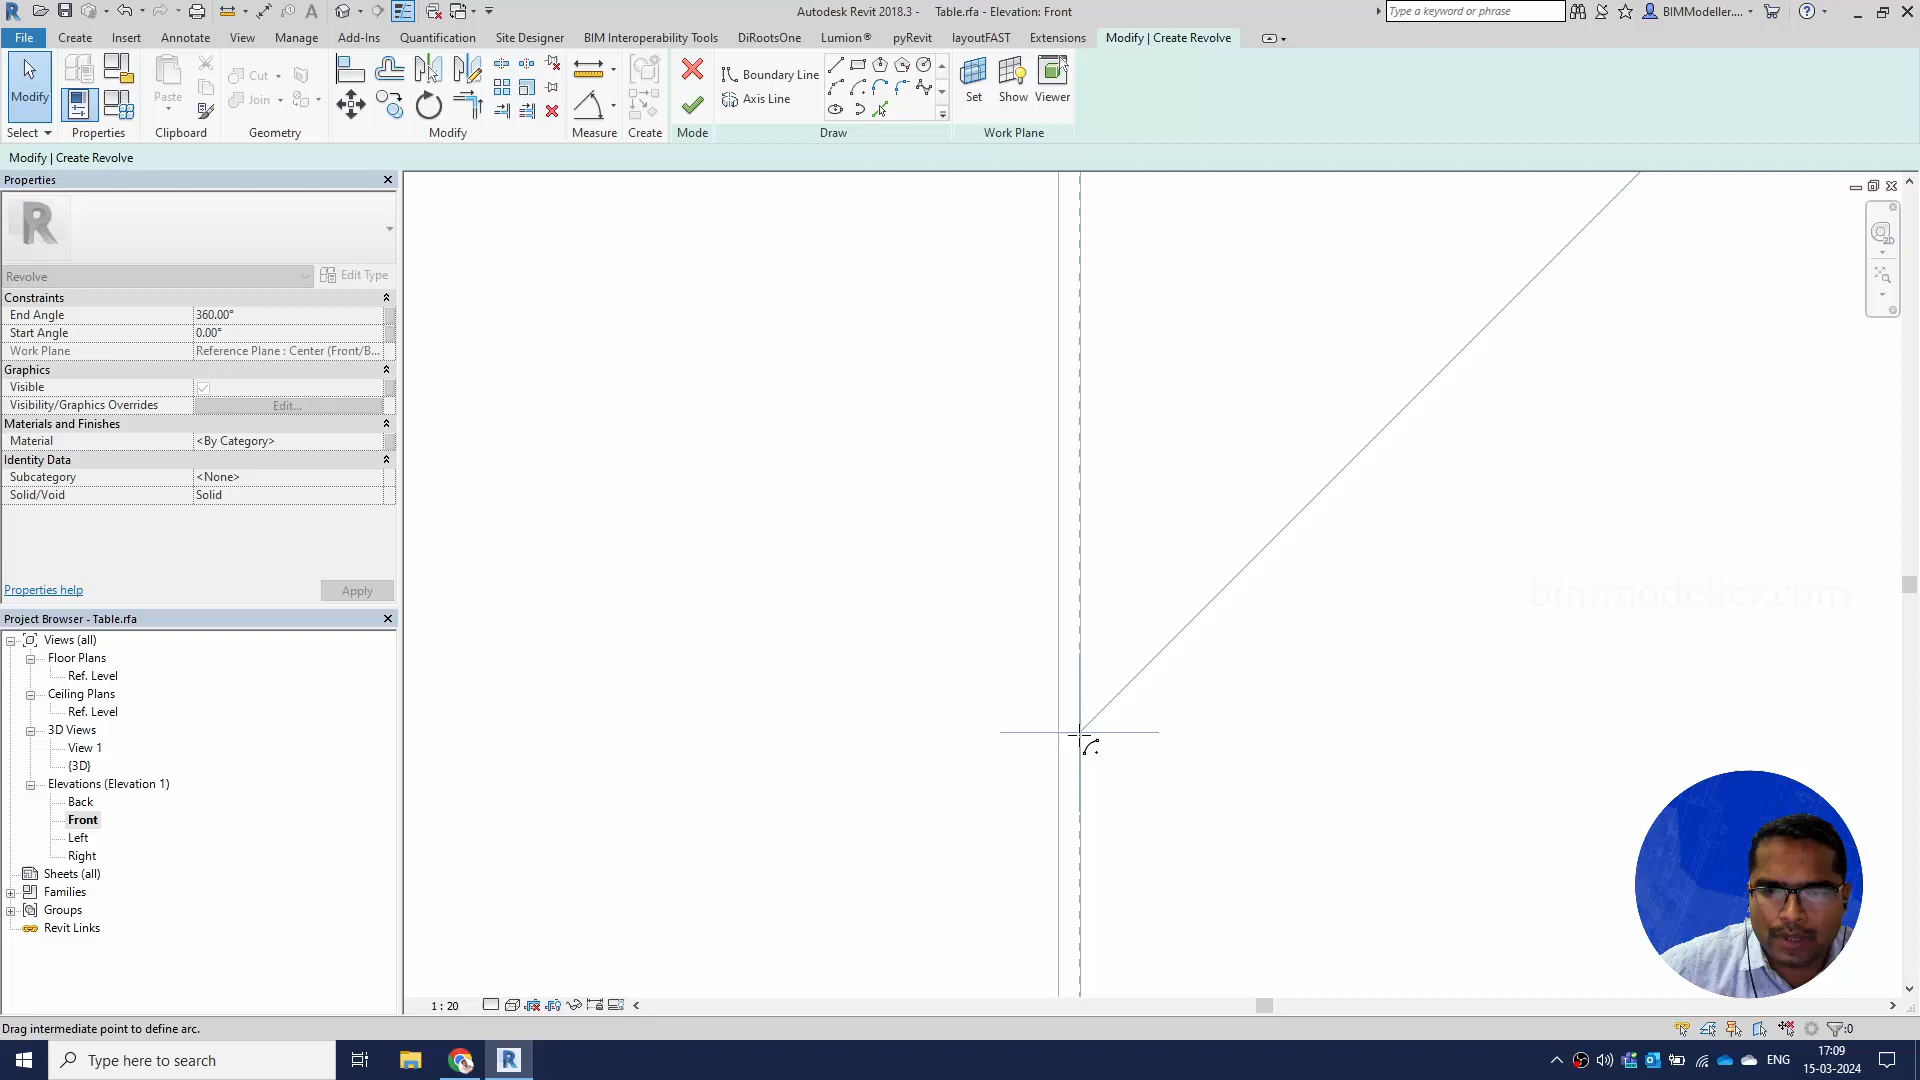 Autodesk Revit 2018.3 - Table.rfa - Elevation: Front
Type a keyword or phrase
BIMModeller....
File Create Insert Annotate View Manage Add-Ins Quantification Site Designer BIM Interoperability Tools DiRootsOne Lumion® pyRevit layoutFAST Extensions Modify | Create Revolve
Modify
Paste
Cut
Join
Boundary Line
Axis Line
Set Show Viewer
Select Properties Clipboard Geometry Modify Measure Create Mode Draw Work Plane
Modify | Create Revolve
Properties
R
Revolve
Edit Type
Constraints
End Angle 360.00°
Start Angle 0.00°
Work Plane Reference Plane : Center (Front/B...
Graphics
Visible
Visibility/Graphics Overrides Edit...
Materials and Finishes
Material <By Category>
Identity Data
Subcategory <None>
Solid/Void Solid
Properties help
Apply
Project Browser - Table.rfa
Views (all)
Floor Plans
Ref. Level
Ceiling Plans
Ref. Level
3D Views
View 1
{3D}
Elevations (Elevation 1)
Back
Front
Left
Right
Sheets (all)
Families
Groups
Revit Links
2D
1 : 20
Drag intermediate point to define arc.
:0
Type here to search
ENG
17:09
15-03-2024